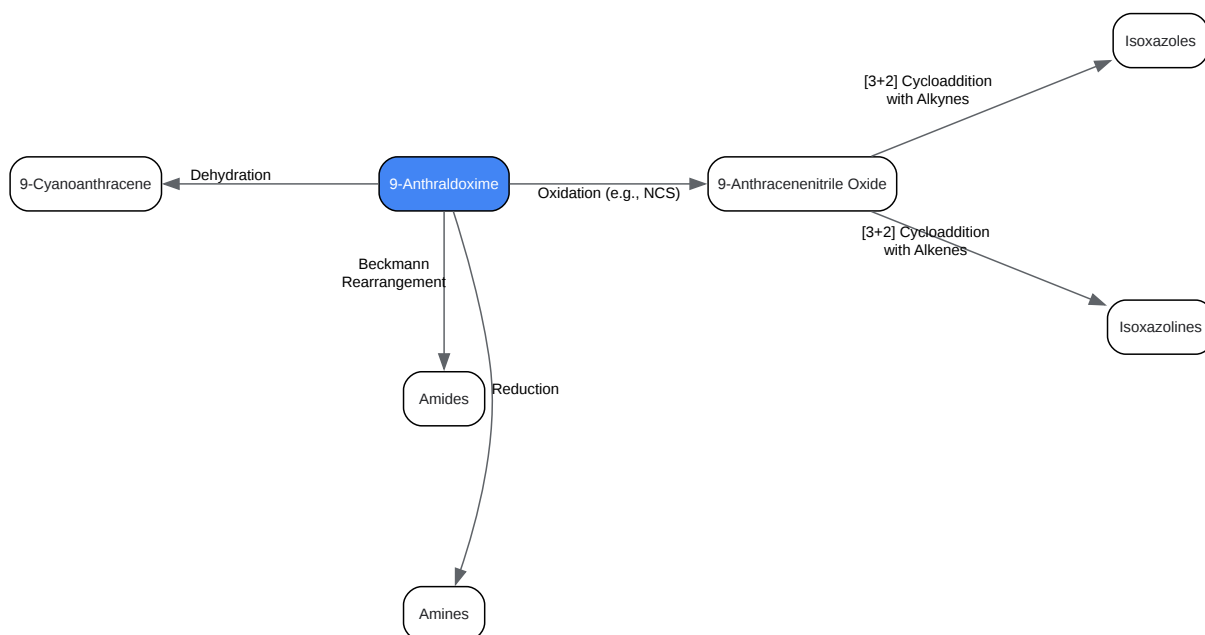 Isoxazoles
[3+2] Cycloaddition
with Alkynes
9-Cyanoanthracene
Dehydration
9-Anthraldoxime
Oxidation (e.g., NCS)
9-Anthracenenitrile Oxide
[3+2] Cycloaddition
with Alkenes
Beckmann
Rearrangement
Isoxazolines
Amides
Reduction
Amines